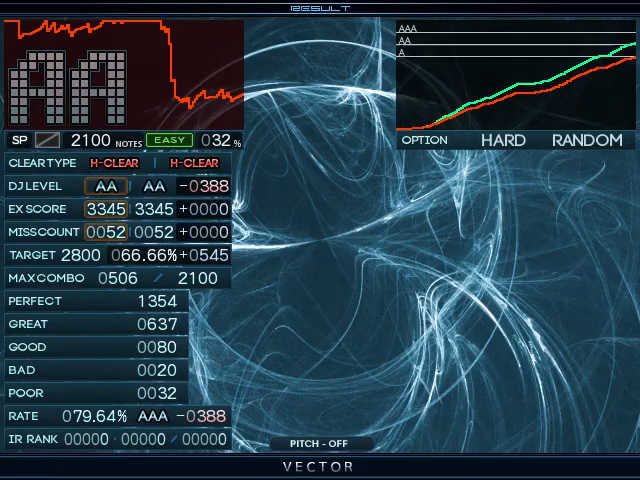 RESULT
AAA
AA
A
AA
SP 2100 NOTES EASY 032 %
OPTION HARD RANDOM
CLEAR TYPE H-CLEAR H-CLEAR
DJ LEVEL AA AA -0388
EX SCORE 3345 3345 +0000
MISSCOUNT 0052 0052 +0000
TARGET 2800 066.66% +0545
MAXCOMBO 0506 / 2100
PERFECT 1354
GREAT 0637
GOOD 0080
BAD 0020
POOR 0032
RATE 079.64% AAA -0388
IR RANK 00000 · 00000 / 00000
PITCH - OFF
VECTOR